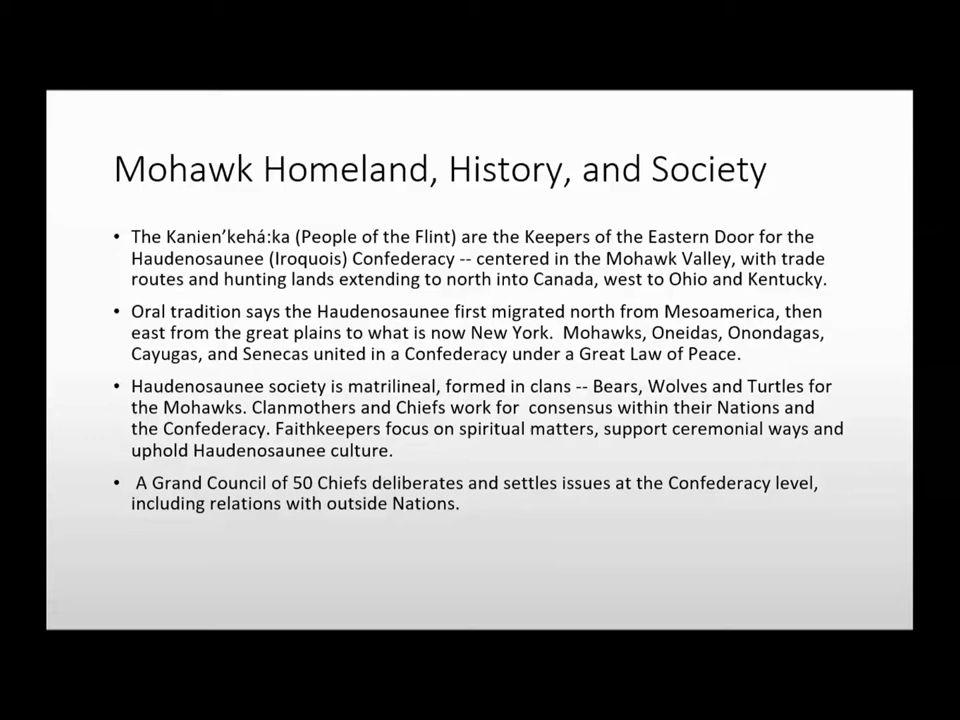 Mohawk Homeland, History, and Society
• The Kanien’kehá:ka (People of the Flint) are the Keepers of the Eastern Door for the
Haudenosaunee (Iroquois) Confederacy -- centered in the Mohawk Valley, with trade
routes and hunting lands extending to north into Canada, west to Ohio and Kentucky.
• Oral tradition says the Haudenosaunee first migrated north from Mesoamerica, then
east from the great plains to what is now New York. Mohawks, Oneidas, Onondagas,
Cayugas, and Senecas united in a Confederacy under a Great Law of Peace.
• Haudenosaunee society is matrilineal, formed in clans -- Bears, Wolves and Turtles for
the Mohawks. Clanmothers and Chiefs work for consensus within their Nations and
the Confederacy. Faithkeepers focus on spiritual matters, support ceremonial ways and
uphold Haudenosaunee culture.
• A Grand Council of 50 Chiefs deliberates and settles issues at the Confederacy level,
including relations with outside Nations.